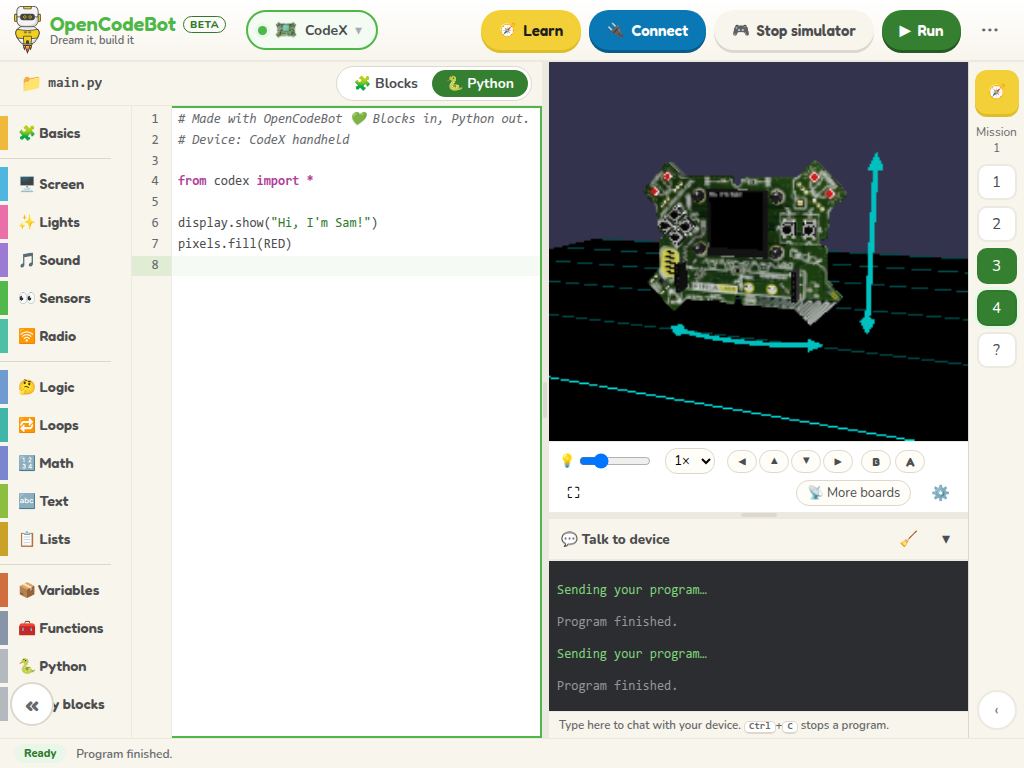 OpenCodeBot BETA
Dream it, build it
CodeX
Learn
Connect
Stop simulator
Run
main.py
Blocks
Python
Basics
Screen
Lights
Sound
Sensors
Radio
Logic
Loops
Math
Text
Lists
Variables
Functions
Python
y blocks
1 # Made with OpenCodeBot 💚 Blocks in, Python out.
2 # Device: CodeX handheld
3
4 from codex import *
5
6 display.show("Hi, I'm Sam!")
7 pixels.fill(RED)
8
1×
B
A
More boards
Talk to device
Sending your program…
Program finished.
Sending your program…
Program finished.
Type here to chat with your device. Ctrl+C stops a program.
Mission
1
1
2
3
4
?
Ready Program finished.